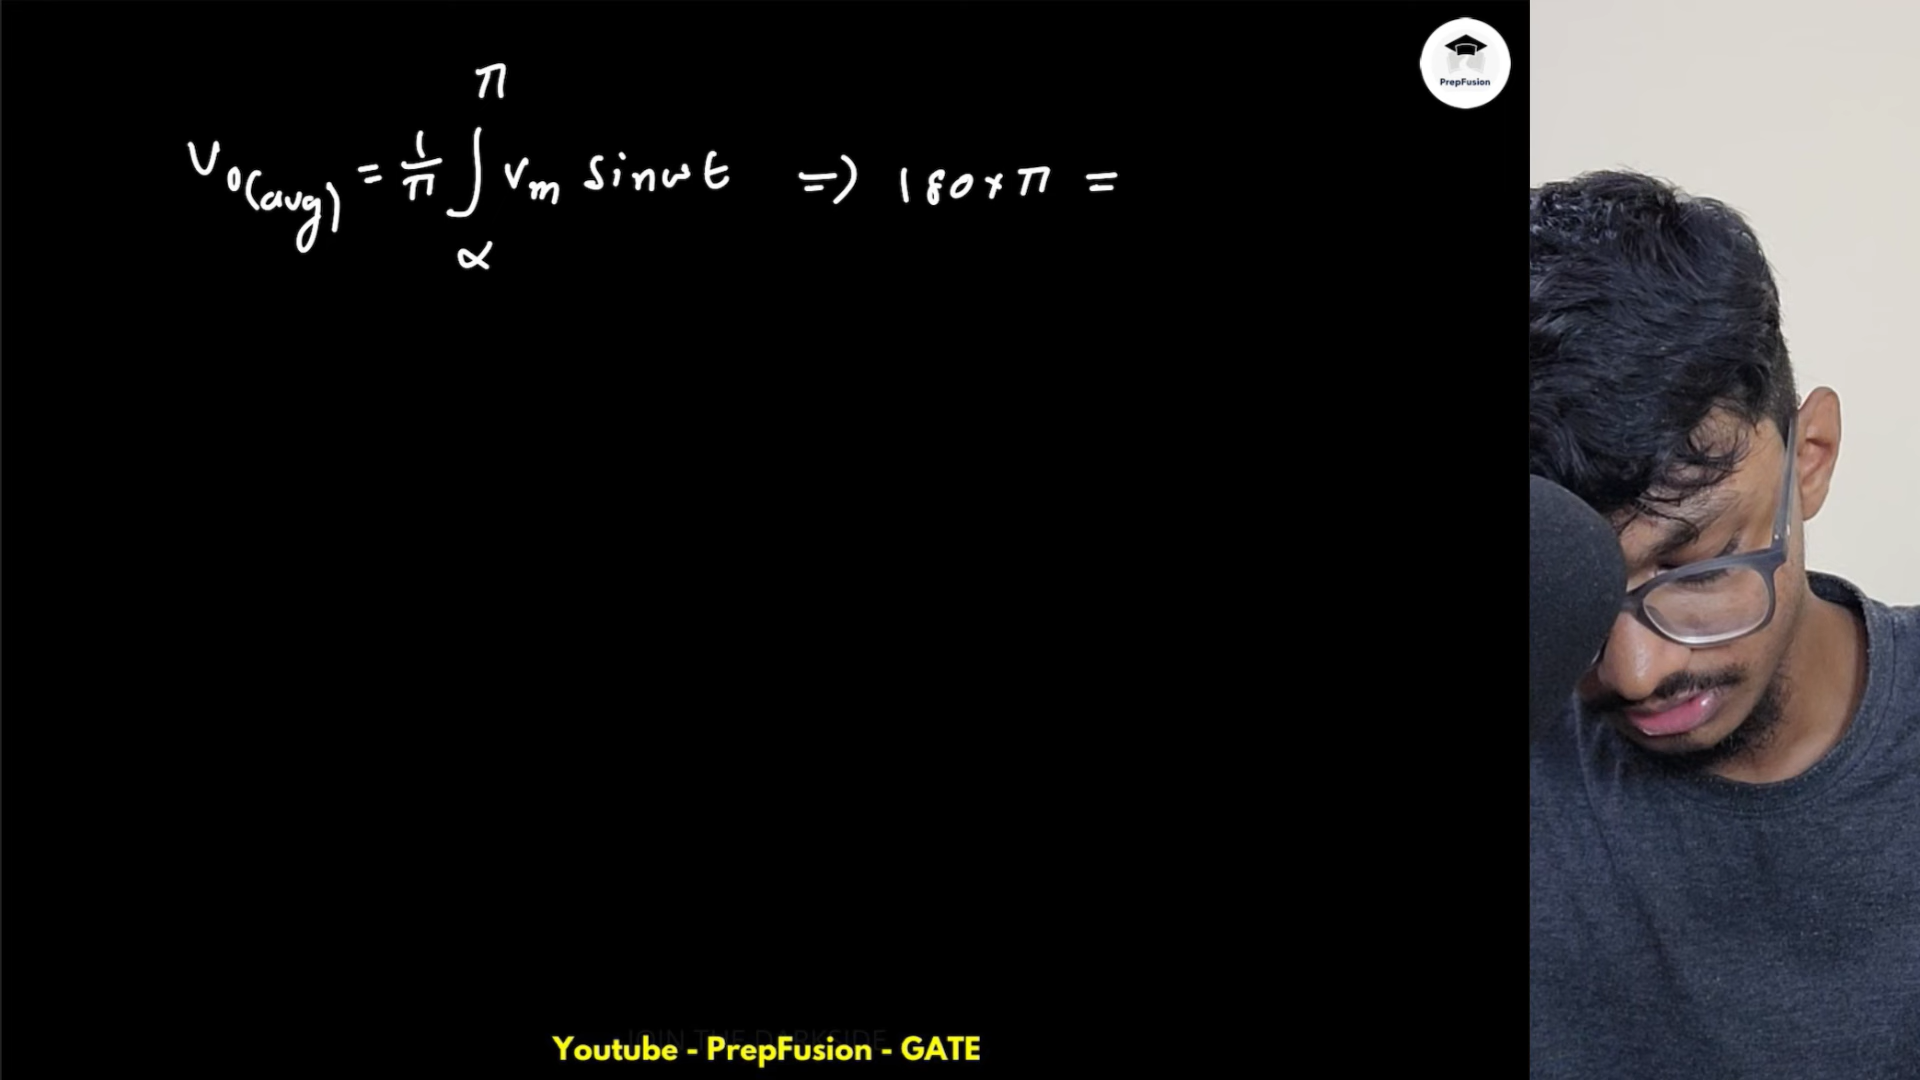 PrepFusion
π
V₀(avg) = 1/π ∫ Vm sinωt => 180×π =
α
Youtube - PrepFusion - GATE